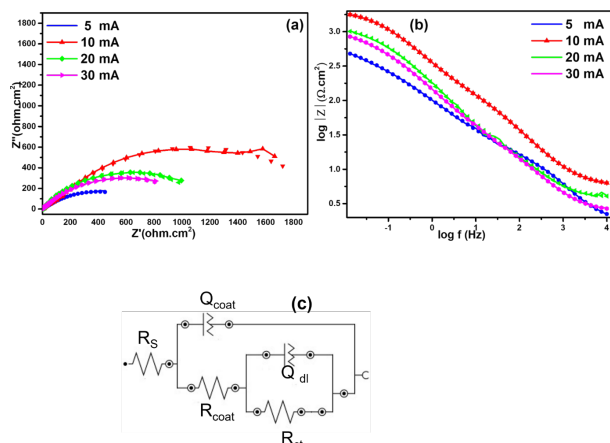 (a)
5 mA
10 mA
20 mA
30 mA
Z''(ohm.cm²)
1800
1600
1400
1200
1000
800
600
400
200
0
0 200 400 600 800 1000 1200 1400 1600 1800
Z'(ohm.cm²)
(b)
5 mA
10 mA
20 mA
30 mA
log |Z| (Ω.cm²)
3.0
2.5
2.0
1.5
1.0
0.5
-1 0 1 2 3 4
log f (Hz)
(c)
Q coat
R S
Q dl
R coat